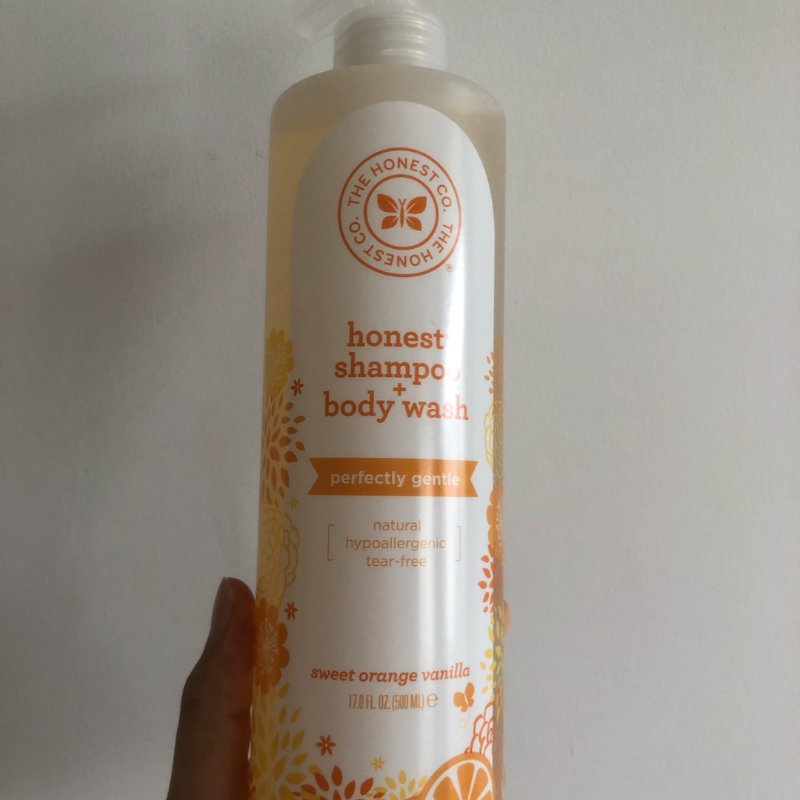 THE HONEST CO. THE HONEST CO.
®
honest
shampoo
+
body wash
perfectly gentle
natural
hypoallergenic
tear-free
sweet orange vanilla
17.0 FL. OZ. (500 ML) ℮